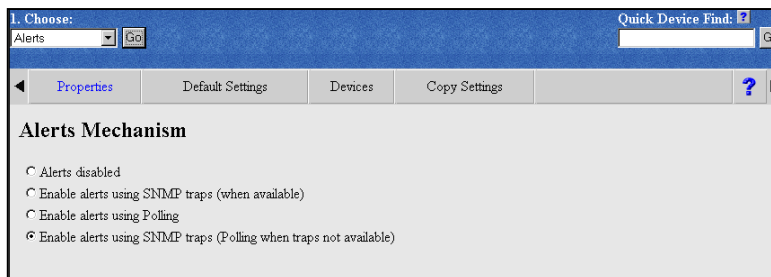 1. Choose: Quick Device Find: ?
Alerts Go
Properties Default Settings Devices Copy Settings ?
Alerts Mechanism
Alerts disabled
Enable alerts using SNMP traps (when available)
Enable alerts using Polling
Enable alerts using SNMP traps (Polling when traps not available)